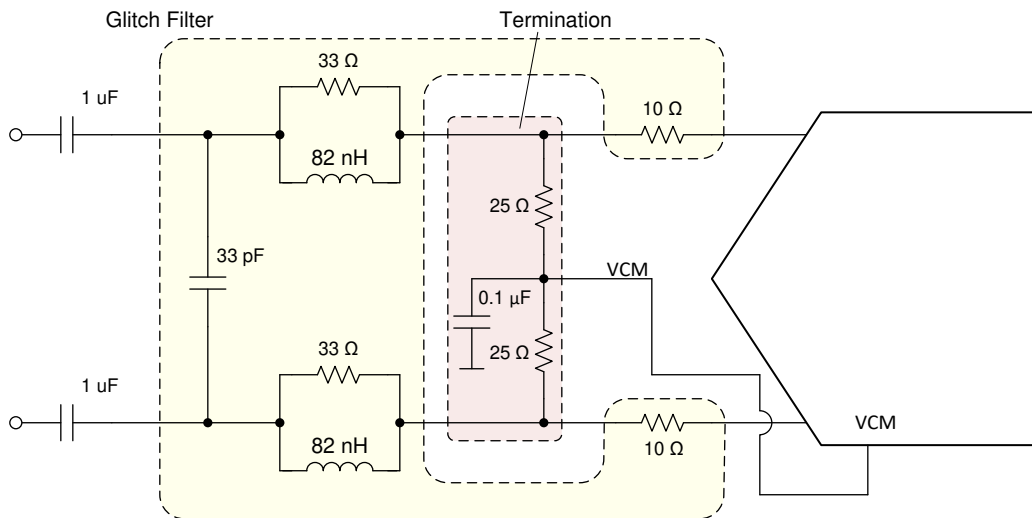 Glitch Filter
Termination
33 Ω
1 uF
10 Ω
82 nH
25 Ω
33 pF
VCM
0.1 µF
33 Ω
25 Ω
1 uF
VCM
82 nH
10 Ω